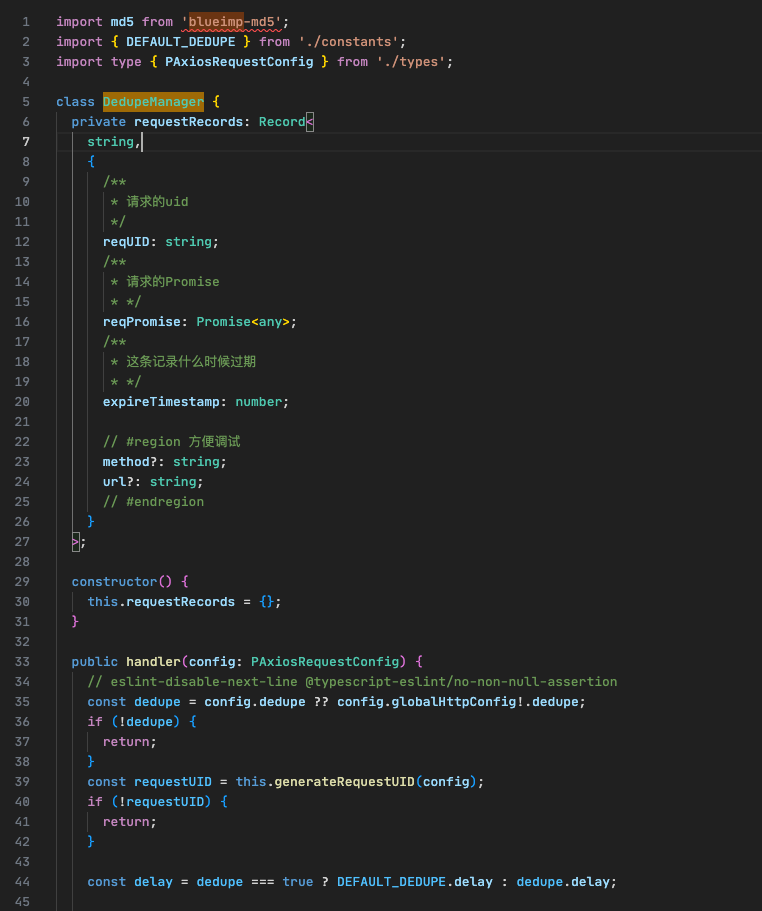 1 import md5 from 'blueimp-md5';
2 import { DEFAULT_DEDUPE } from './constants';
3 import type { PAxiosRequestConfig } from './types';
4
5 class DedupeManager {
6   private requestRecords: Record<
7     string,
8     {
9       /**
10        * 请求的uid
11        */
12       reqUID: string;
13       /**
14        * 请求的Promise
15        * */
16       reqPromise: Promise<any>;
17       /**
18        * 这条记录什么时候过期
19        * */
20       expireTimestamp: number;
21
22       // #region 方便调试
23       method?: string;
24       url?: string;
25       // #endregion
26     }
27   >;
28
29   constructor() {
30     this.requestRecords = {};
31   }
32
33   public handler(config: PAxiosRequestConfig) {
34     // eslint-disable-next-line @typescript-eslint/no-non-null-assertion
35     const dedupe = config.dedupe ?? config.globalHttpConfig!.dedupe;
36     if (!dedupe) {
37       return;
38     }
39     const requestUID = this.generateRequestUID(config);
40     if (!requestUID) {
41       return;
42     }
43
44     const delay = dedupe === true ? DEFAULT_DEDUPE.delay : dedupe.delay;
45